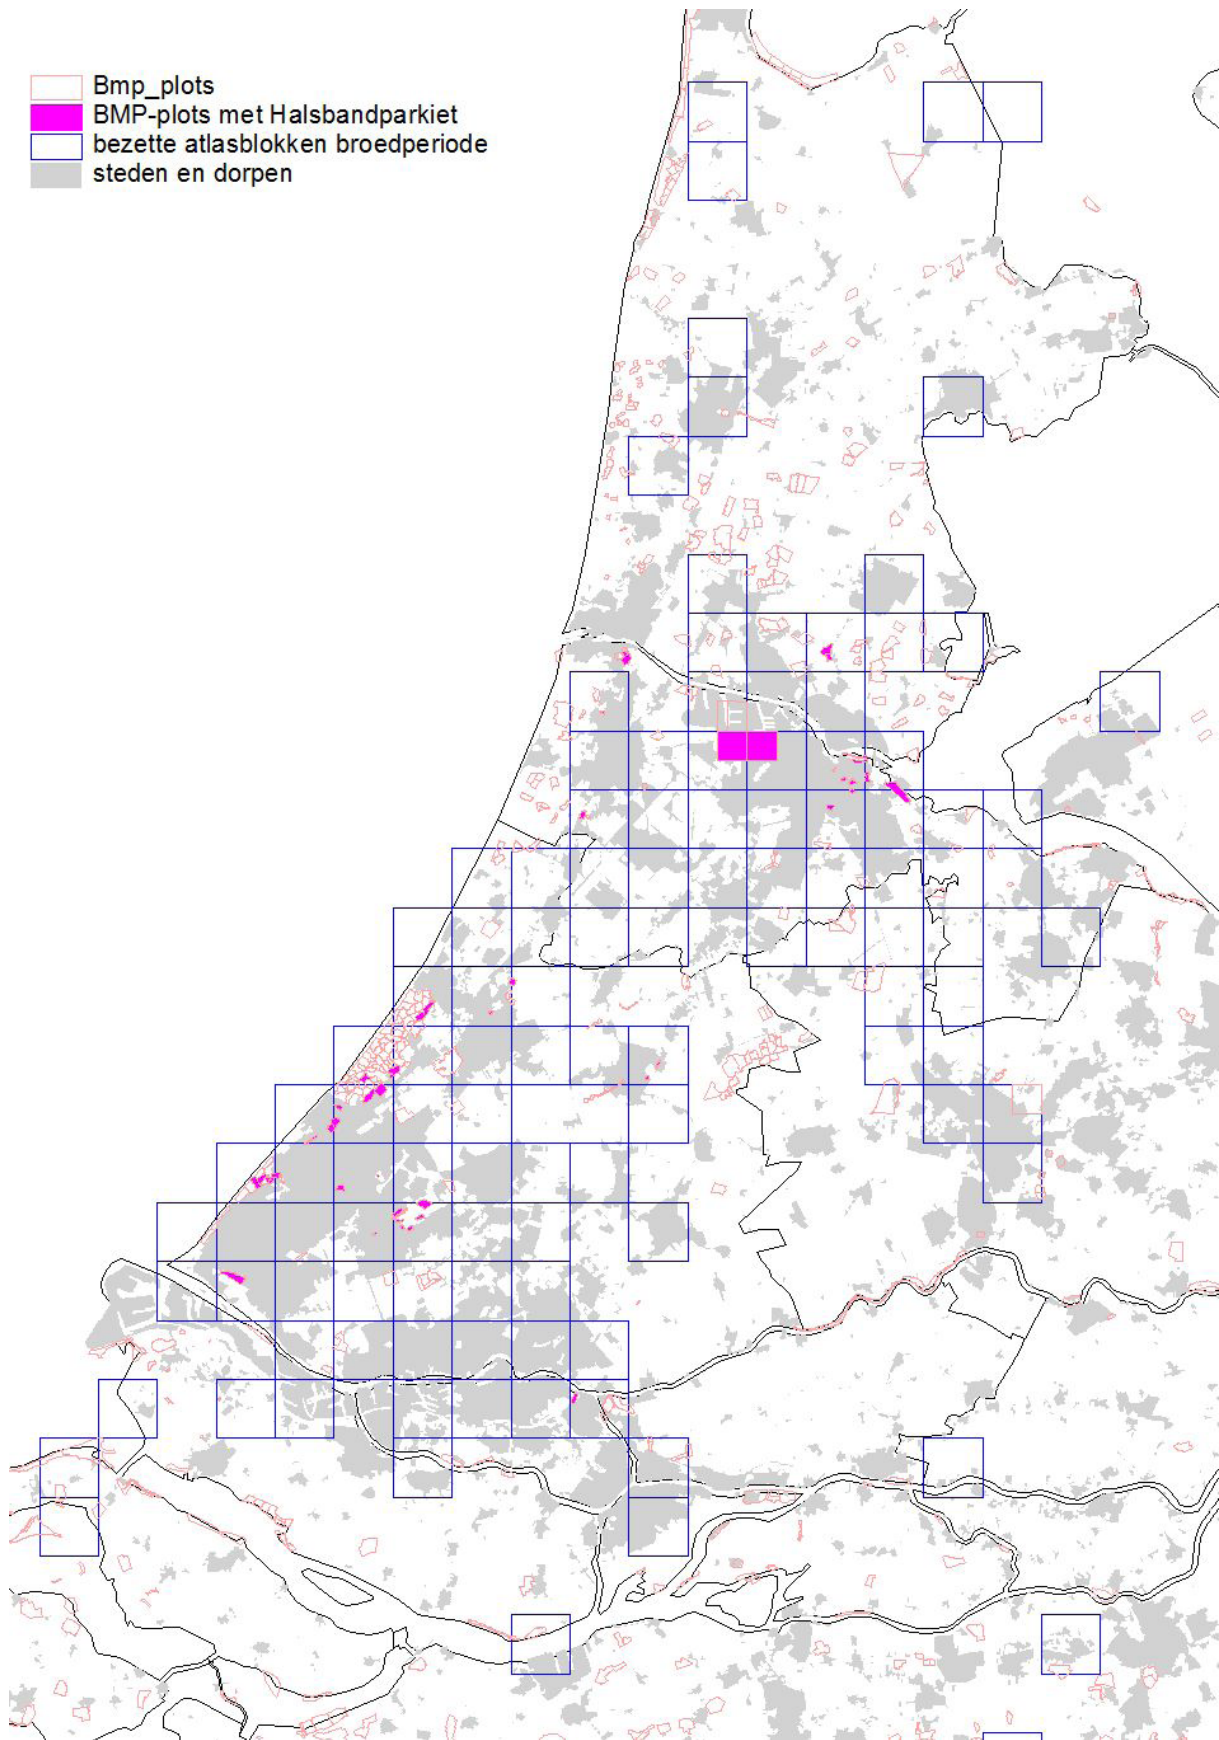 Bmp_plots
BMP-plots met Halsbandparkiet
bezette atlasblokken broedperiode
steden en dorpen